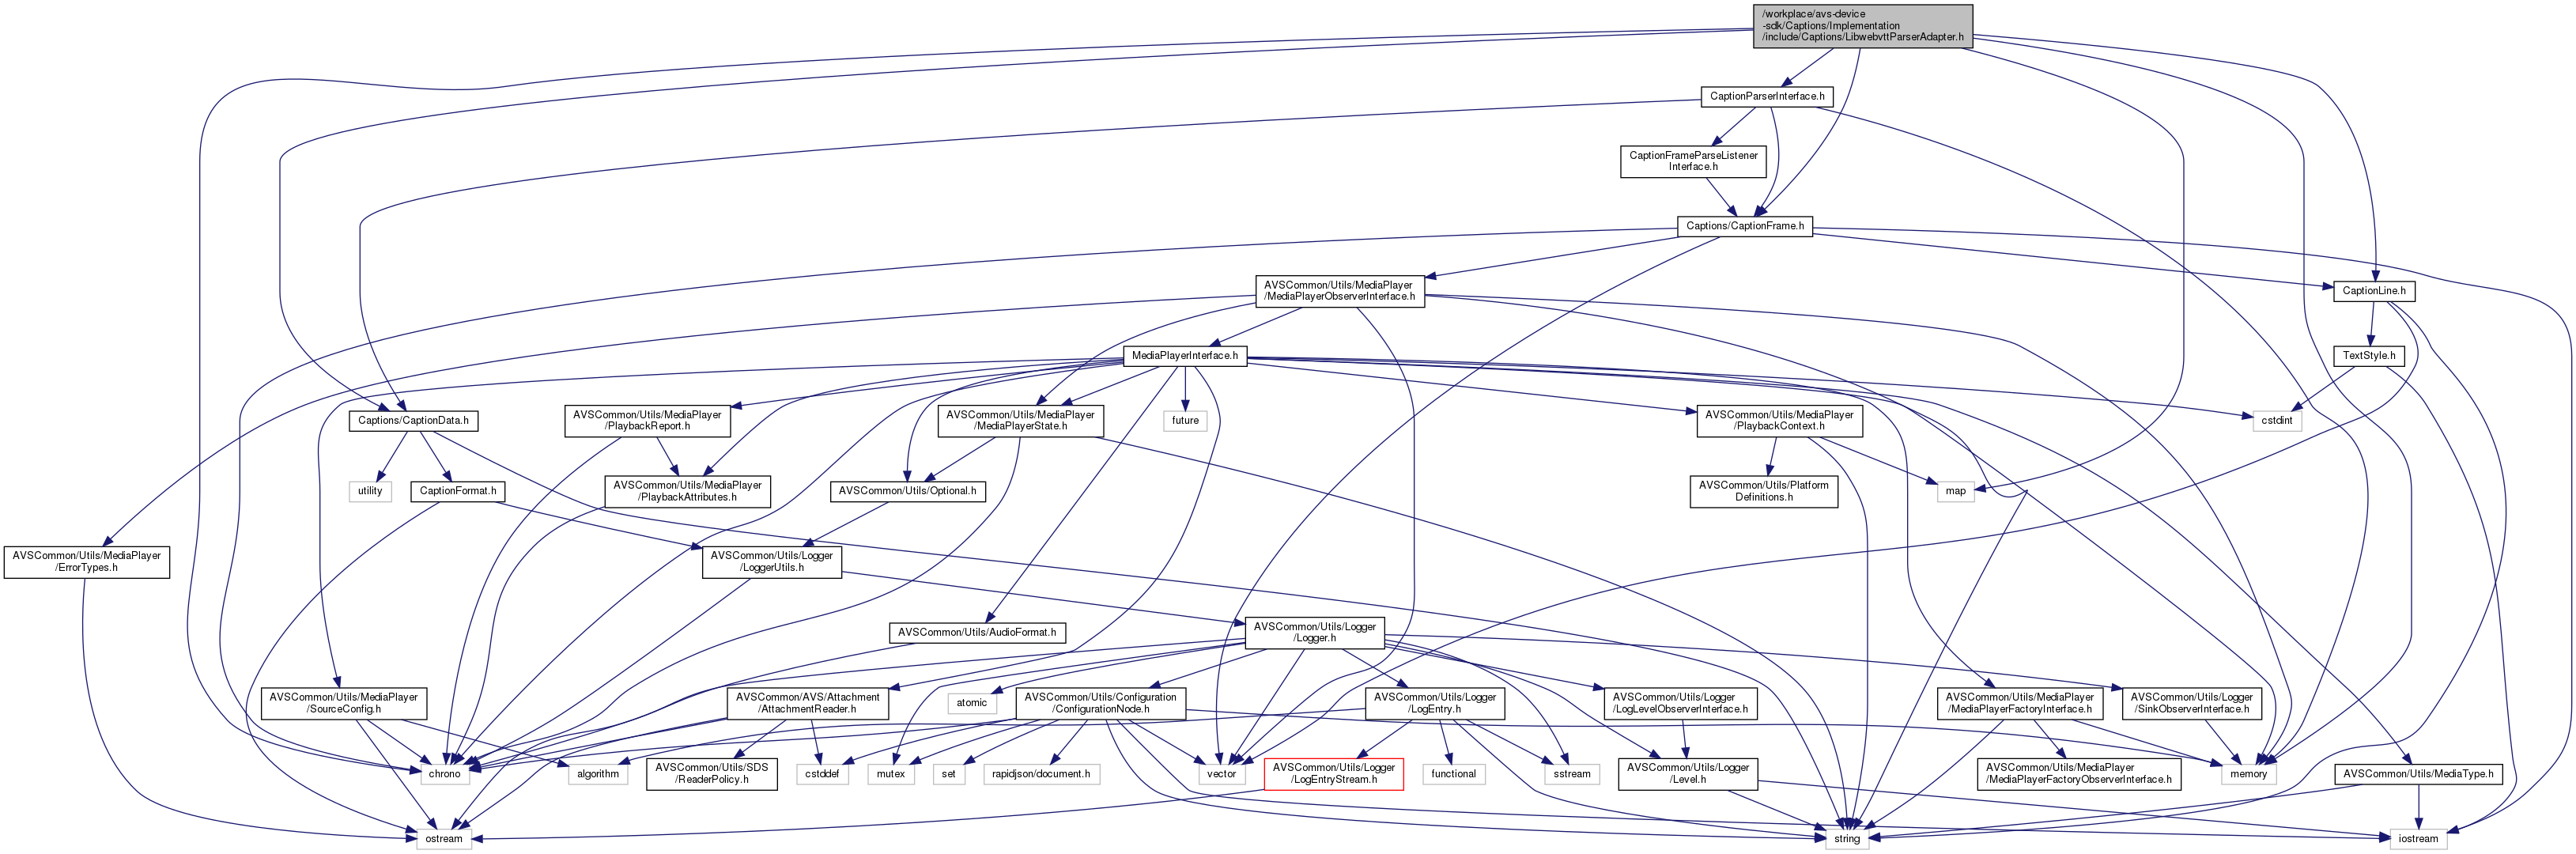 /workplace/avs-device
-sdk/Captions/Implementation
/include/Captions/LibwebvttParserAdapter.h
CaptionParserInterface.h
CaptionFrameParseListener
Interface.h
Captions/CaptionFrame.h
AVSCommon/Utils/MediaPlayer
/MediaPlayerObserverInterface.h
CaptionLine.h
MediaPlayerInterface.h
TextStyle.h
Captions/CaptionData.h
AVSCommon/Utils/MediaPlayer
/PlaybackReport.h
AVSCommon/Utils/MediaPlayer
/MediaPlayerState.h
future
AVSCommon/Utils/MediaPlayer
/PlaybackContext.h
cstdint
utility
CaptionFormat.h
AVSCommon/Utils/MediaPlayer
/PlaybackAttributes.h
AVSCommon/Utils/Optional.h
AVSCommon/Utils/Platform
Definitions.h
map
AVSCommon/Utils/MediaPlayer
/ErrorTypes.h
AVSCommon/Utils/Logger
/LoggerUtils.h
AVSCommon/Utils/AudioFormat.h
AVSCommon/Utils/Logger
/Logger.h
AVSCommon/Utils/MediaPlayer
/SourceConfig.h
AVSCommon/AVS/Attachment
/AttachmentReader.h
atomic
AVSCommon/Utils/Configuration
/ConfigurationNode.h
AVSCommon/Utils/Logger
/LogEntry.h
AVSCommon/Utils/Logger
/LogLevelObserverInterface.h
AVSCommon/Utils/MediaPlayer
/MediaPlayerFactoryInterface.h
AVSCommon/Utils/Logger
/SinkObserverInterface.h
chrono
algorithm
AVSCommon/Utils/SDS
/ReaderPolicy.h
cstddef
mutex
set
rapidjson/document.h
vector
AVSCommon/Utils/Logger
/LogEntryStream.h
functional
sstream
AVSCommon/Utils/Logger
/Level.h
AVSCommon/Utils/MediaPlayer
/MediaPlayerFactoryObserverInterface.h
memory
AVSCommon/Utils/MediaType.h
ostream
string
iostream